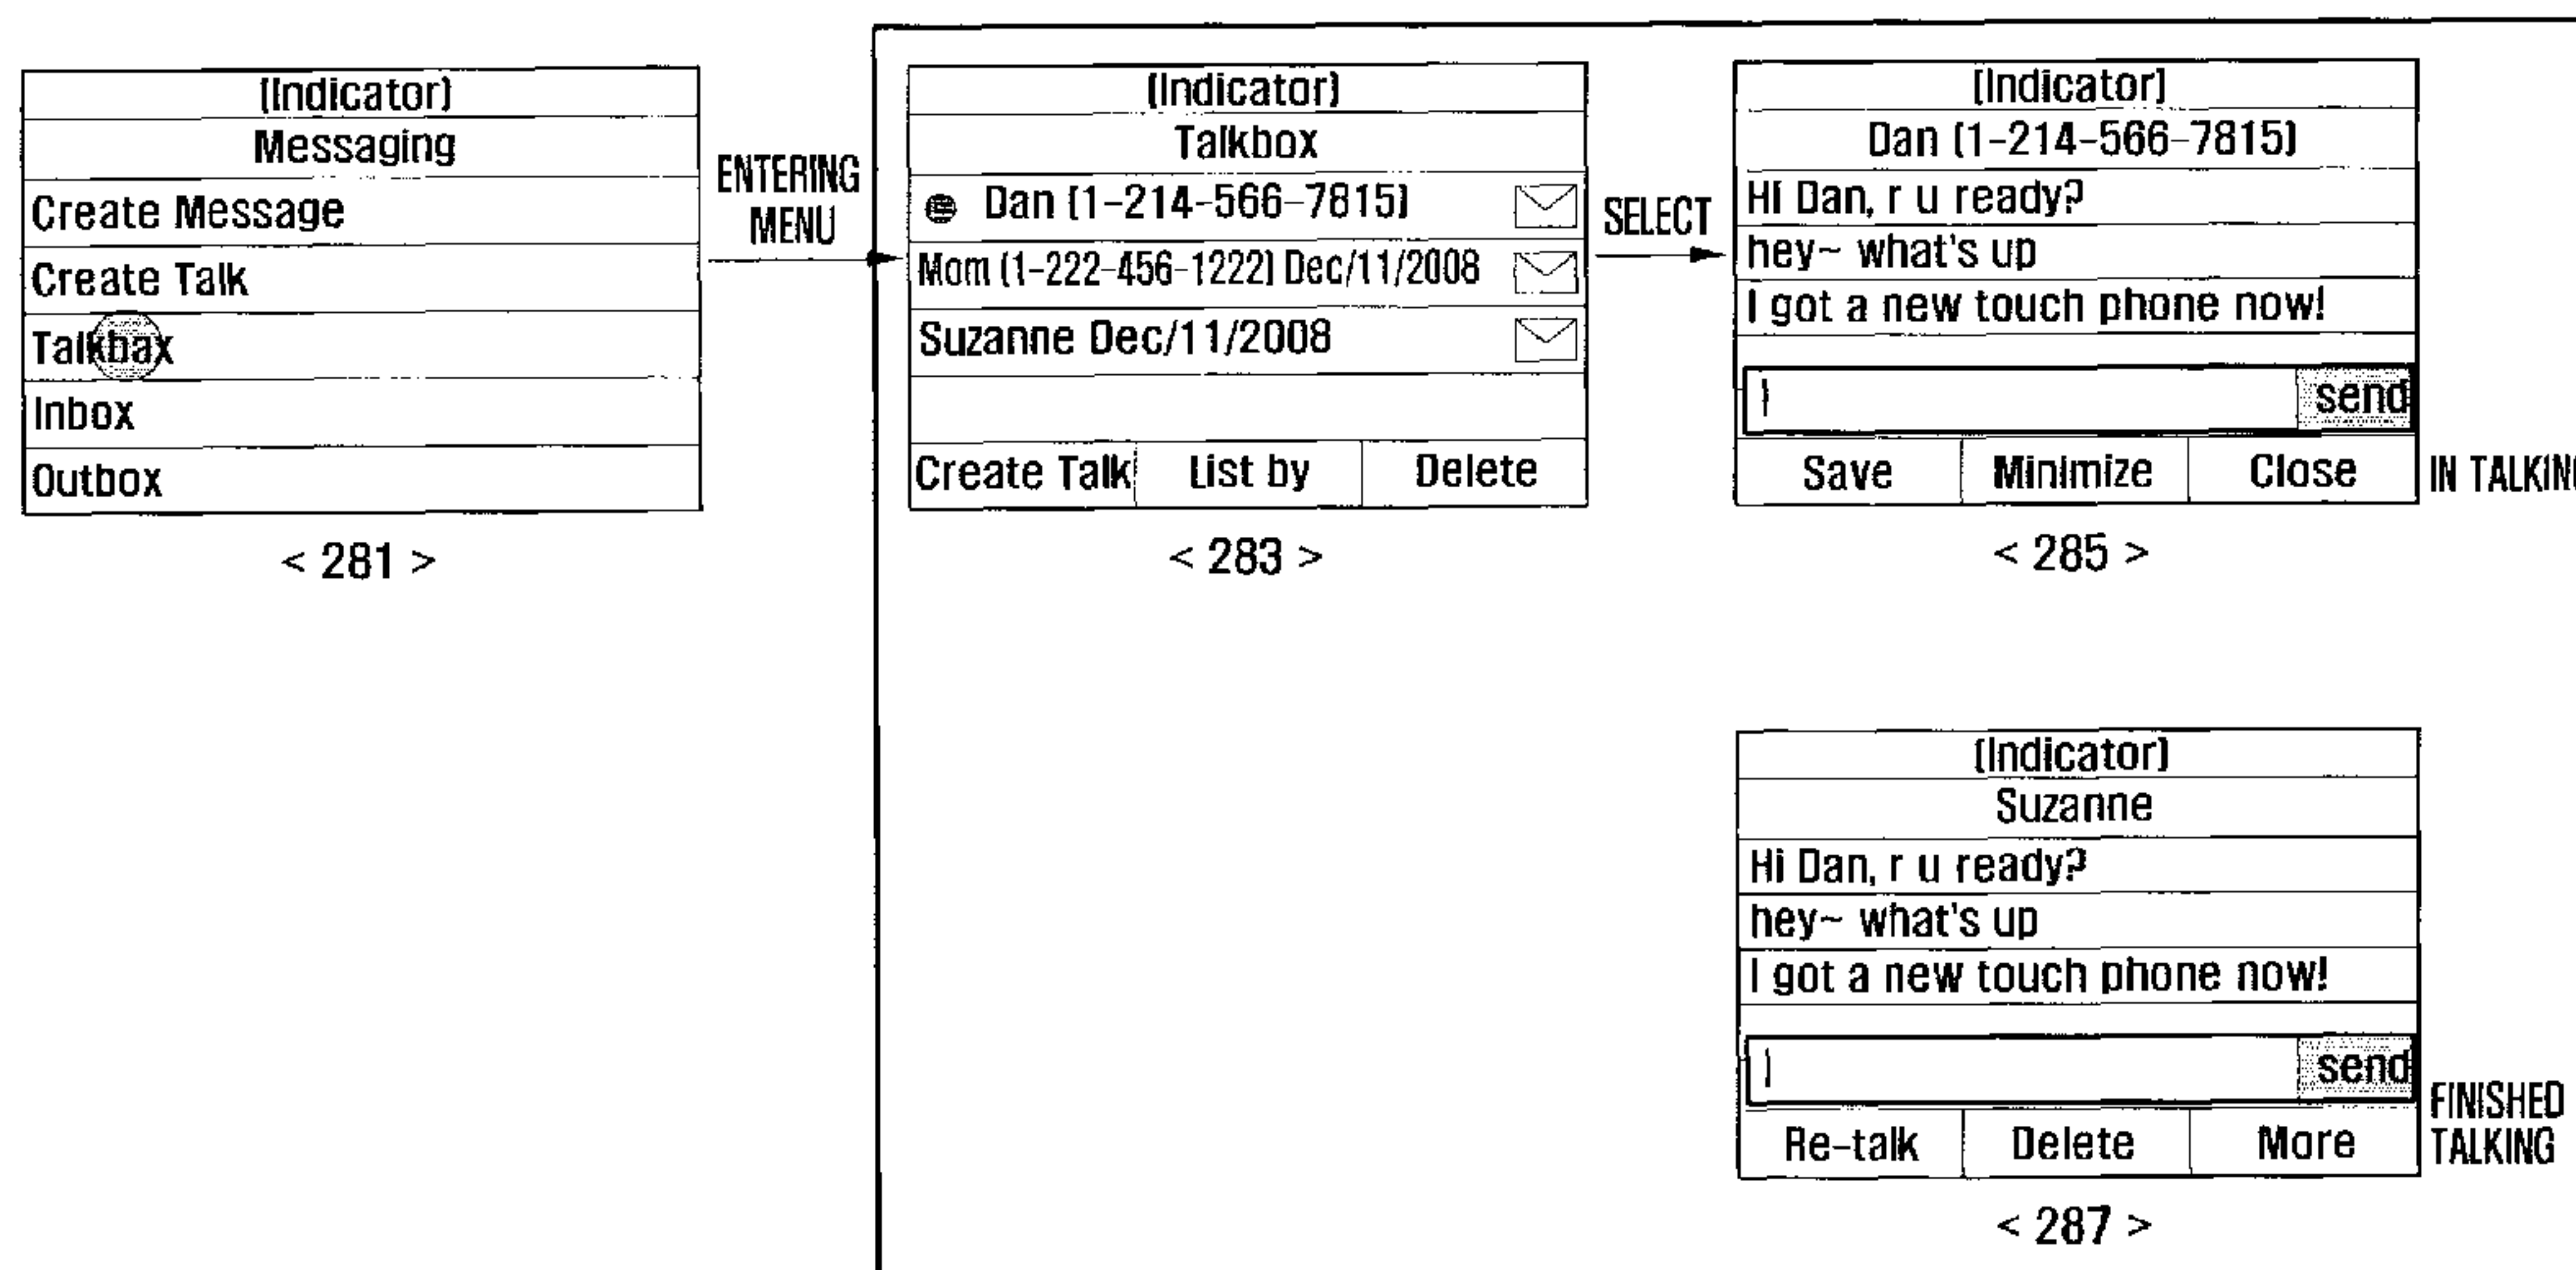 (Indicator)
Messaging
Create Message
Create Talk
Talkbax
Inbox
Outbox
< 281 >
ENTERING
MENU
(Indicator)
Talkbox
Dan (1-214-566-7815)
Mom (1-222-456-1222) Dec/11/2008
Suzanne Dec/11/2008
Create Talk List by Delete
< 283 >
SELECT
(Indicator)
Dan (1-214-566-7815)
Hi Dan, r u ready?
hey~ what's up
I got a new touch phone now!
send
Save Minimize Close
IN TALKING
< 285 >
(Indicator)
Suzanne
Hi Dan, r u ready?
hey~ what's up
I got a new touch phone now!
send
Re-talk Delete More
FINISHED
TALKING
< 287 >